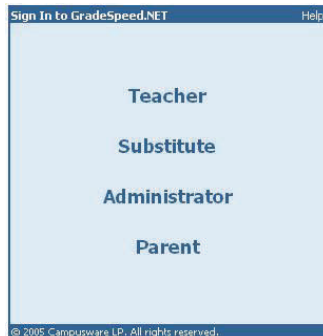 Sign In to GradeSpeed.NET Help
Teacher
Substitute
Administrator
Parent
© 2005 Campusware LP. All rights reserved.